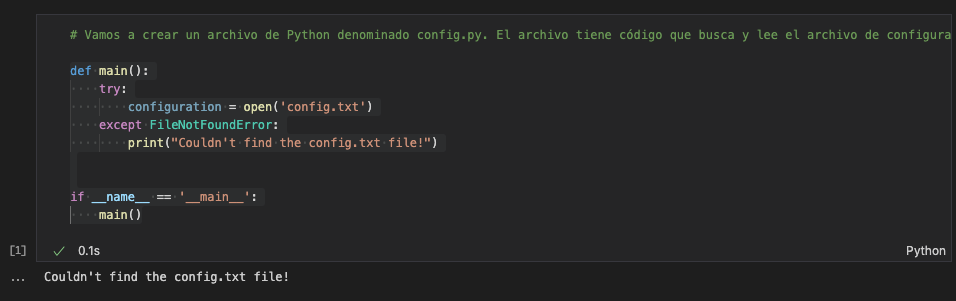 # Vamos a crear un archivo de Python denominado config.py. El archivo tiene código que busca y lee el archivo de configura
def main():
    try:
        configuration = open('config.txt')
    except FileNotFoundError:
        print("Couldn't find the config.txt file!")
if __name__ == '__main__':
    main()
[1]
0.1s
Python
... Couldn't find the config.txt file!